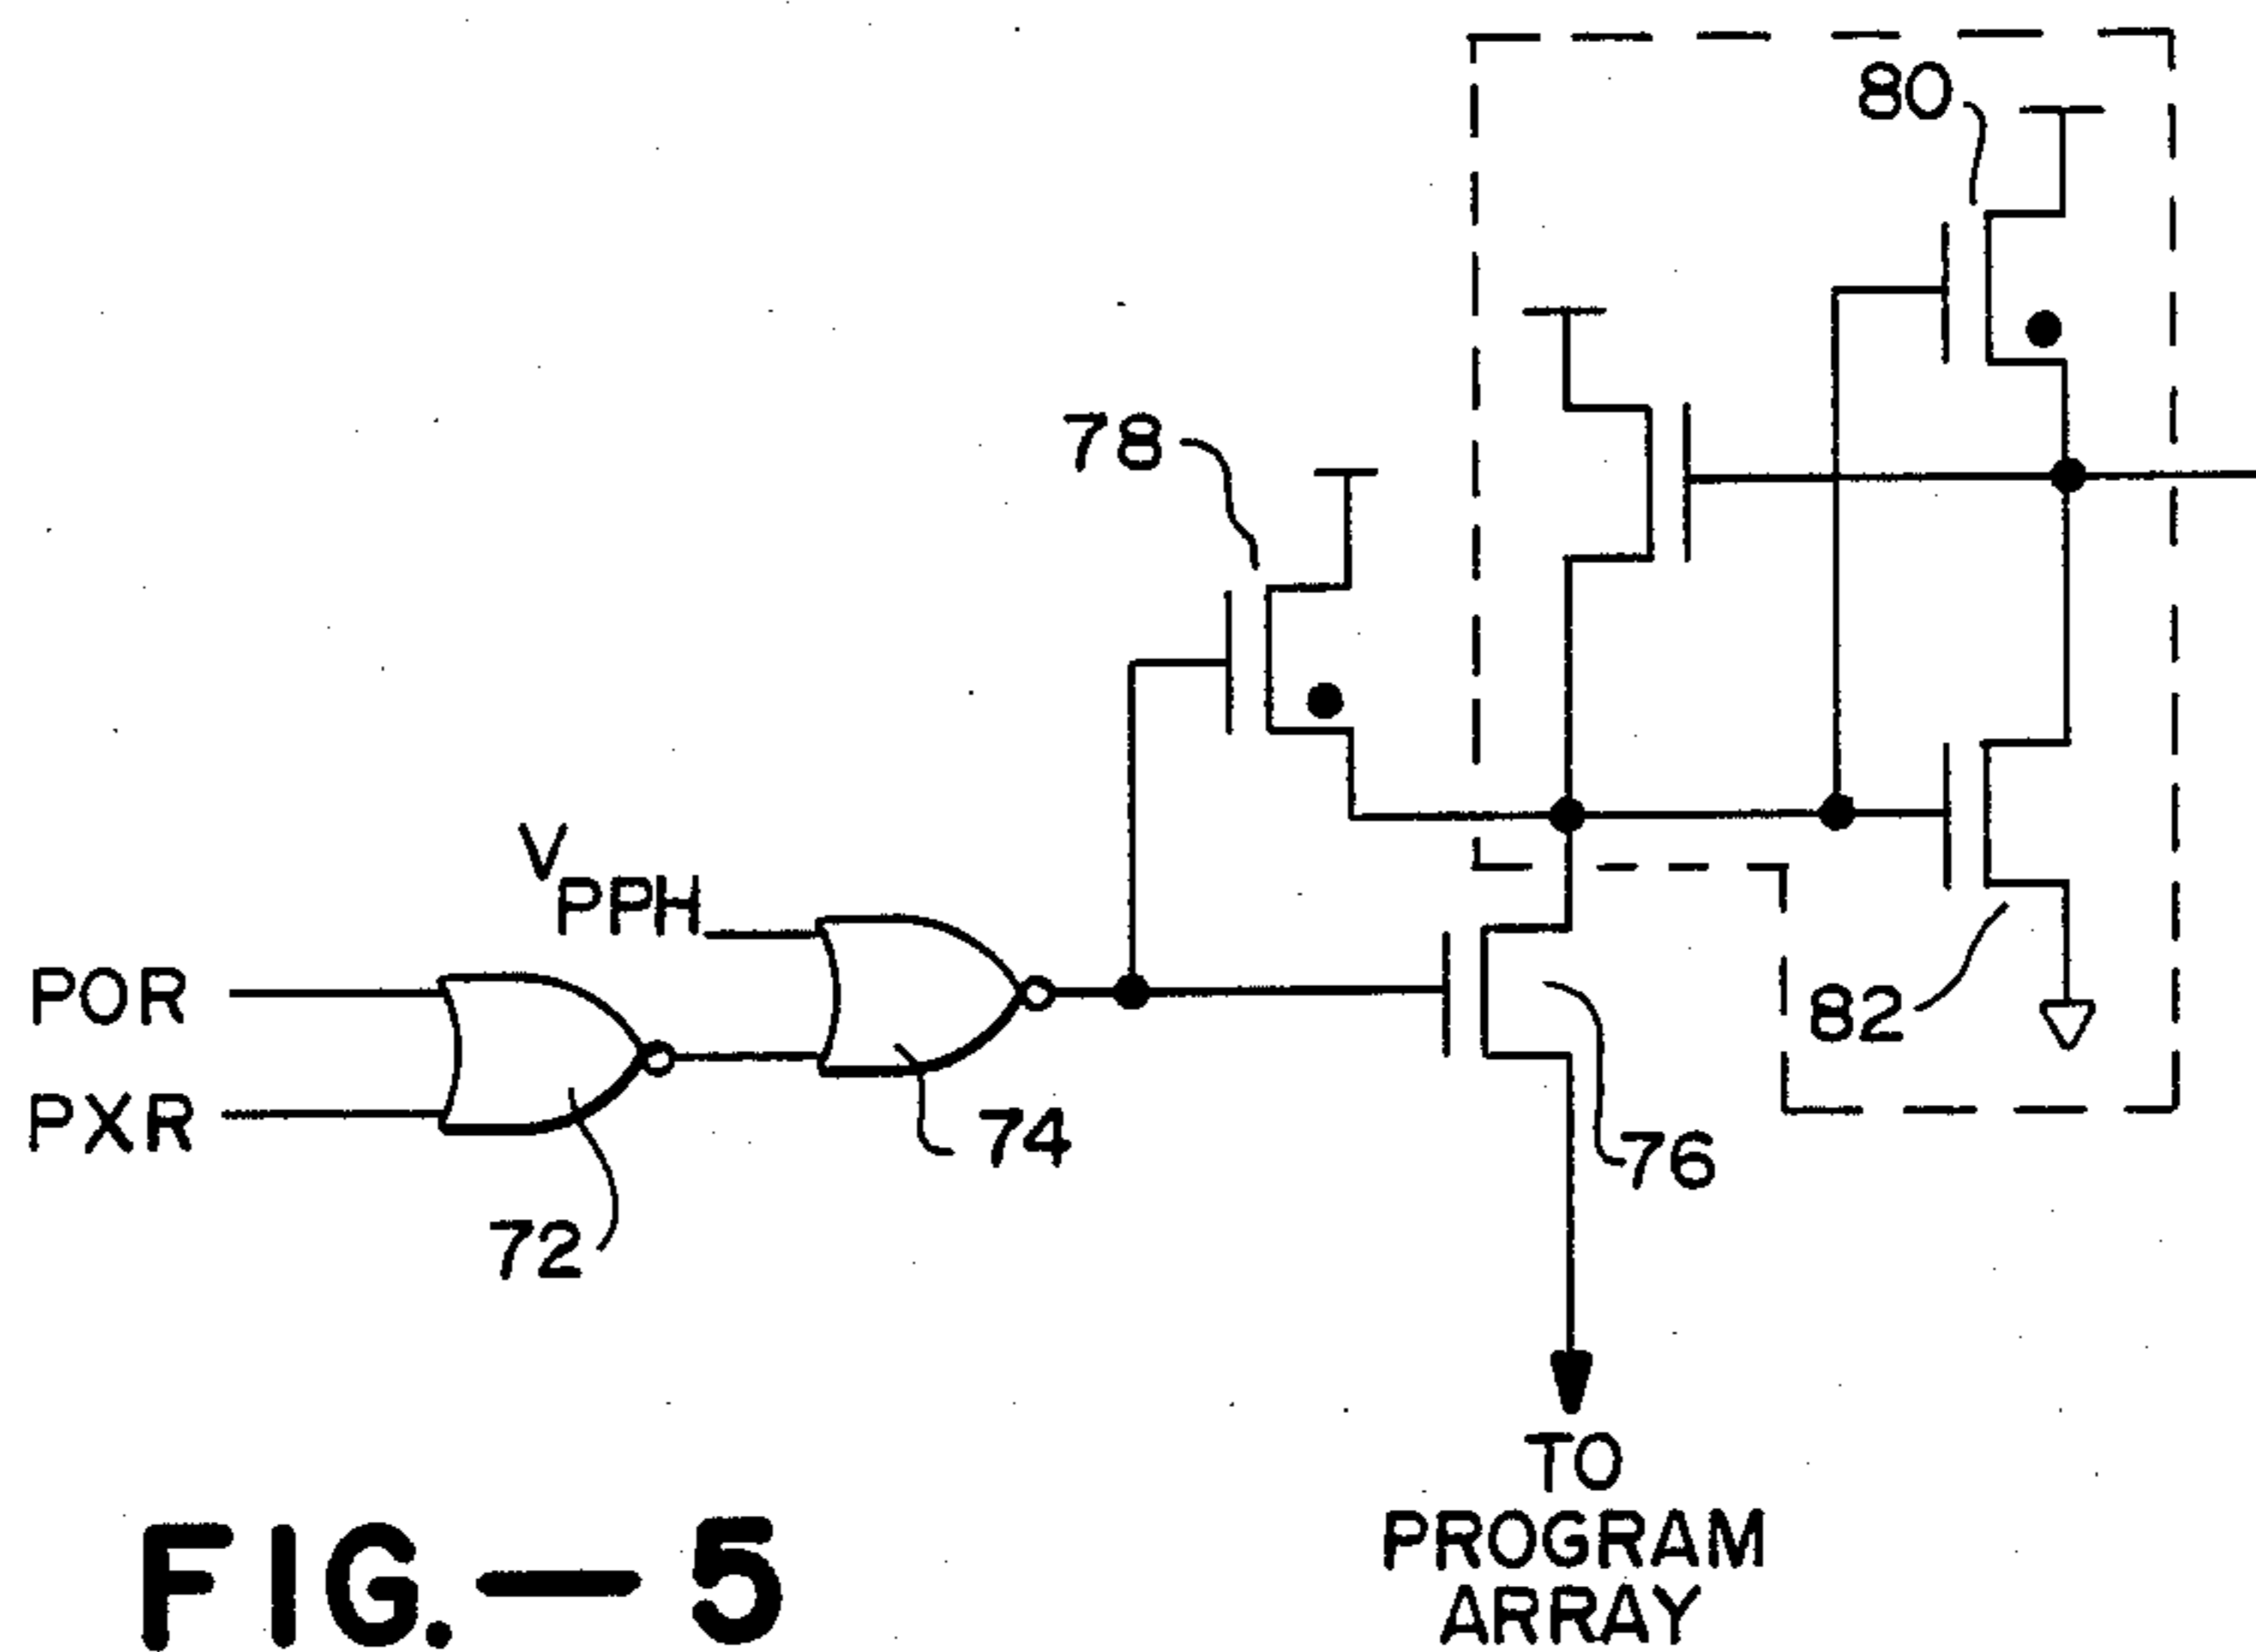 80
78
V
PPH
POR
82
PXR
74
76
72
TO
PROGRAM
ARRAY
FIG.—5